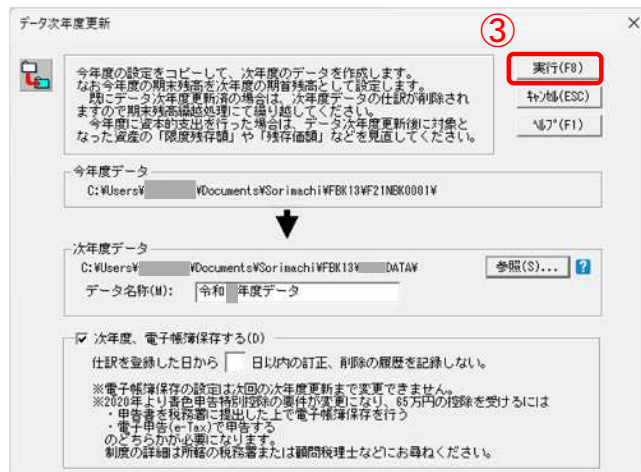 データ次年度更新
③
今年度の設定をコピーして、次年度のデータを作成します。
なお今年度の期末残高を次年度の期首残高として設定します。
既にデータ次年度更新済の場合は、次年度データの仕訳が削除され
ますので期末残高繰越処理にて繰り越してください。
今年度に資本的支出を行った場合は、データ次年度更新後に対象と
なった資産の「限度残存額」や「残存価額」などを見直してください。
実行(F8)
ｷｬﾝｾﾙ(ESC)
ﾍﾙﾌﾟ(F1)
今年度データ
C:¥Users¥ ¥Documents¥Sorimachi¥FBK13¥F21NBK0001¥
次年度データ
C:¥Users¥ ¥Documents¥Sorimachi¥FBK13¥ DATA¥
参照(S)... ?
データ名称(M): 令和 年度データ
次年度、電子帳簿保存する(D)
仕訳を登録した日から 日以内の訂正、削除の履歴を記録しない。
※電子帳簿保存の設定は次回の次年度更新まで変更できません。
※2020年より青色申告特別控除の要件が変更になり、65万円の控除を受けるには
・申告書を税務署に提出した上で電子帳簿保存を行う
・電子申告(e-Tax)で申告する
のどちらかが必要になります。
制度の詳細は所轄の税務署または顧問税理士などにお尋ねください。